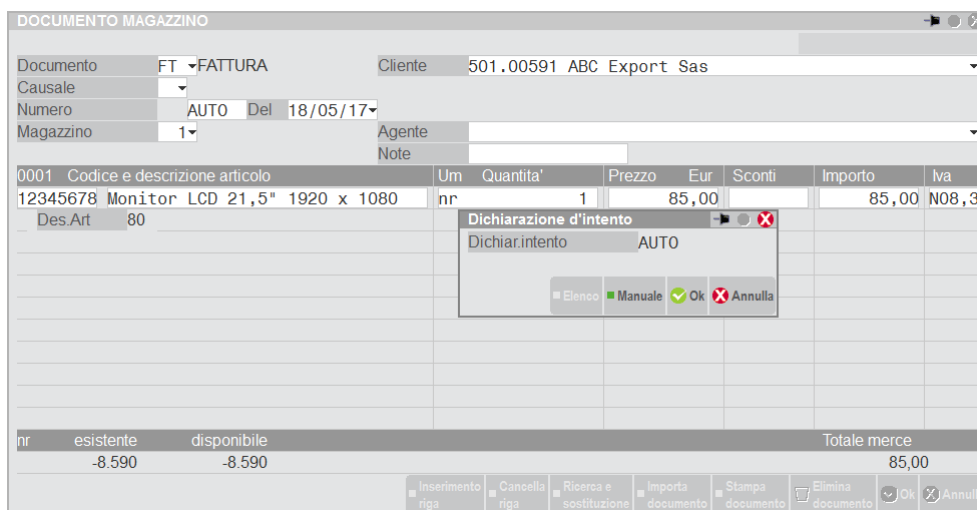 DOCUMENTO MAGAZZINO
Documento FT FATTURA Cliente 501.00591 ABC Export Sas
Causale
Numero AUTO Del 18/05/17
Magazzino 1 Agente
Note
0001 Codice e descrizione articolo Um Quantita' Prezzo Eur Sconti Importo Iva
12345678 Monitor LCD 21,5" 1920 x 1080 nr 1 85,00 85,00 N08,3
Des.Art 80
Dichiarazione d'intento
Dichiar.intento AUTO
Elenco Manuale Ok Annulla
nr esistente disponibile Totale merce
-8.590 -8.590 85,00
Inserimento riga Cancella riga Ricerca e sostituzione Importa documento Stampa documento Elimina documento Ok Annull